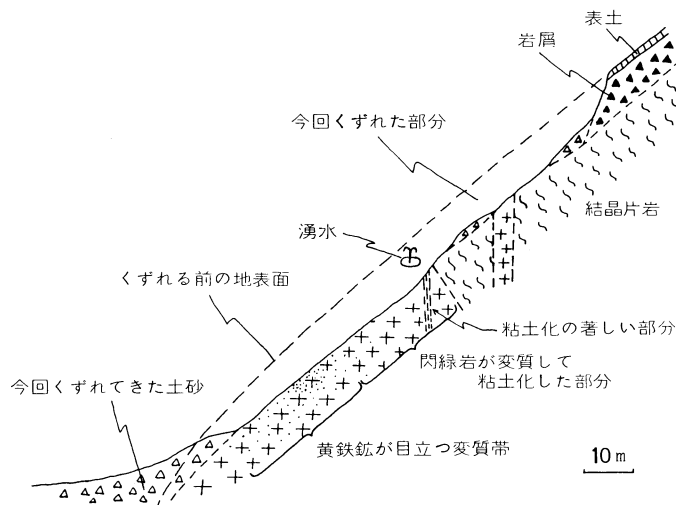 表土
岩屑
今回くずれた部分
結晶片岩
湧水
くずれる前の地表面
粘土化の著しい部分
閃緑岩が変質して
粘土化した部分
今回くずれてきた土砂
黄鉄鉱が目立つ変質帯
10m